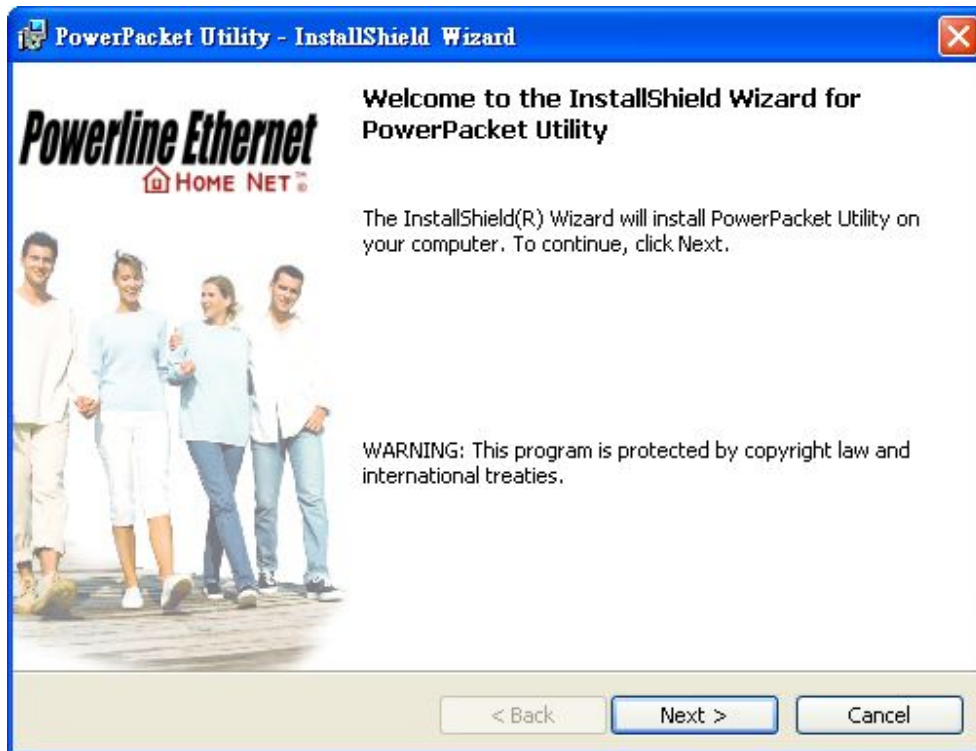 PowerPacket Utility - InstallShield Wizard
Powerline Ethernet
HOME NET™
©
Welcome to the InstallShield Wizard for
PowerPacket Utility
The InstallShield(R) Wizard will install PowerPacket Utility on
your computer. To continue, click Next.
WARNING: This program is protected by copyright law and
international treaties.
< Back
Next >
Cancel